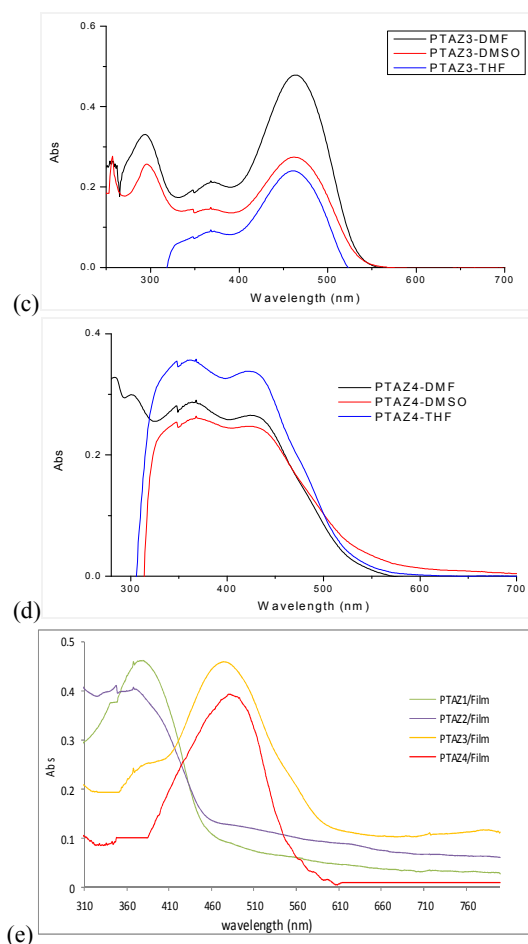 PTAZ3-DMF
PTAZ3-DMSO
PTAZ3-THF
0.6
0.4
0.2
0.0
Abs
300 400 500 600 700
Wavelength (nm)
(c)
PTAZ4-DMF
PTAZ4-DMSO
PTAZ4-THF
0.4
0.2
0.0
Abs
300 400 500 600 700
Wavelength (nm)
(d)
PTAZ1/Film
PTAZ2/Film
PTAZ3/Film
PTAZ4/Film
0.5
0.4
0.3
0.2
0.1
0
Abs
310 360 410 460 510 560 610 660 710 760
wavelength (nm)
(e)